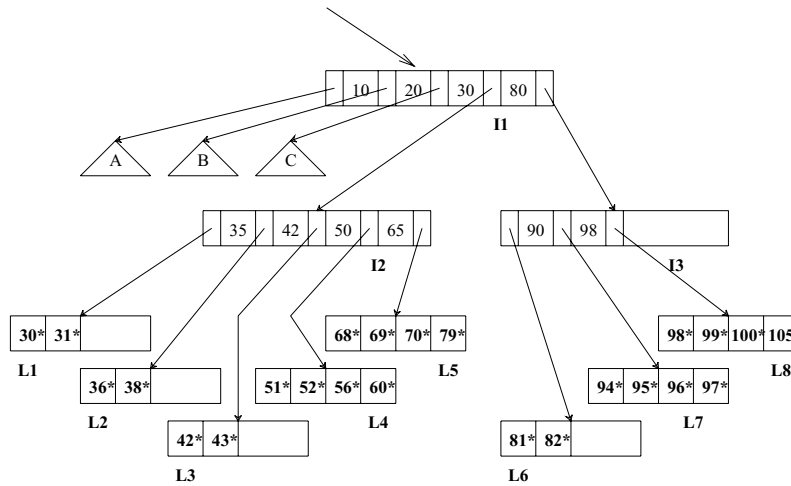 10 20 30 80
I1
A B C
35 42 50 65
90 98
I2
I3
30* 31*
68* 69* 70* 79*
98* 99* 100* 105
L1
L5
L8
36* 38*
51* 52* 56* 60*
94* 95* 96* 97*
L2
L4
L7
42* 43*
81* 82*
L3
L6